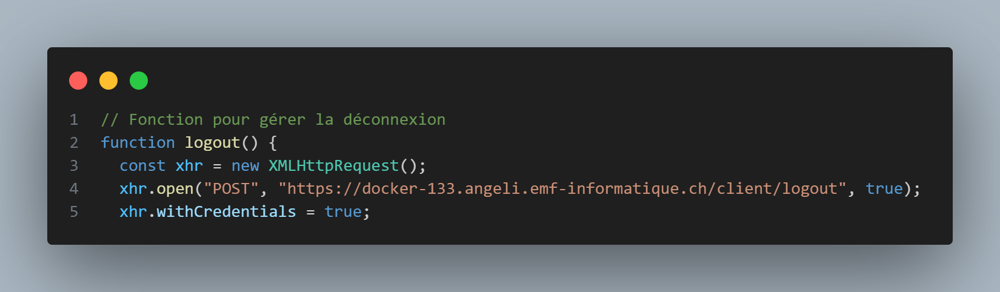 1 // Fonction pour gérer la déconnexion
2 function logout() {
3 const xhr = new XMLHttpRequest();
4 xhr.open("POST", "https://docker-133.angeli.emf-informatique.ch/client/logout", true);
5 xhr.withCredentials = true;